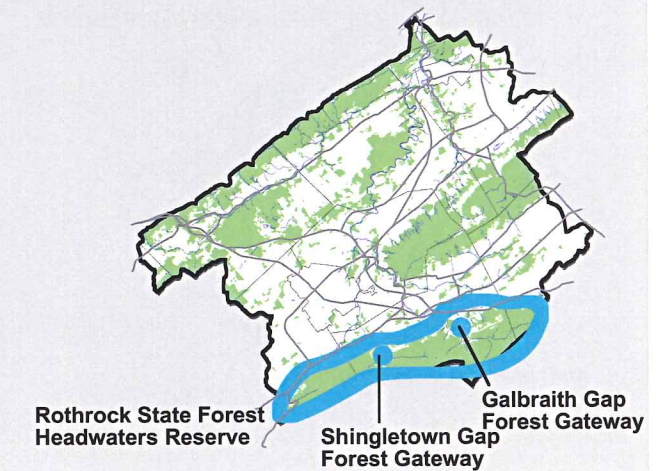 Rothrock State Forest
Headwaters Reserve
Shingletown Gap
Forest Gateway
Galbraith Gap
Forest Gateway